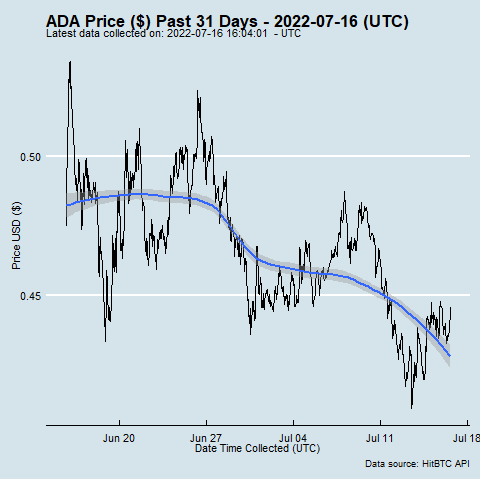 ADA Price ($) Past 31 Days - 2022-07-16 (UTC)
Latest data collected on: 2022-07-16 16:04:01 - UTC
0.50
0.45
Price USD ($)
Jun 20
Jun 27
Jul 04
Jul 11
Jul 18
Date Time Collected (UTC)
Data source: HitBTC API